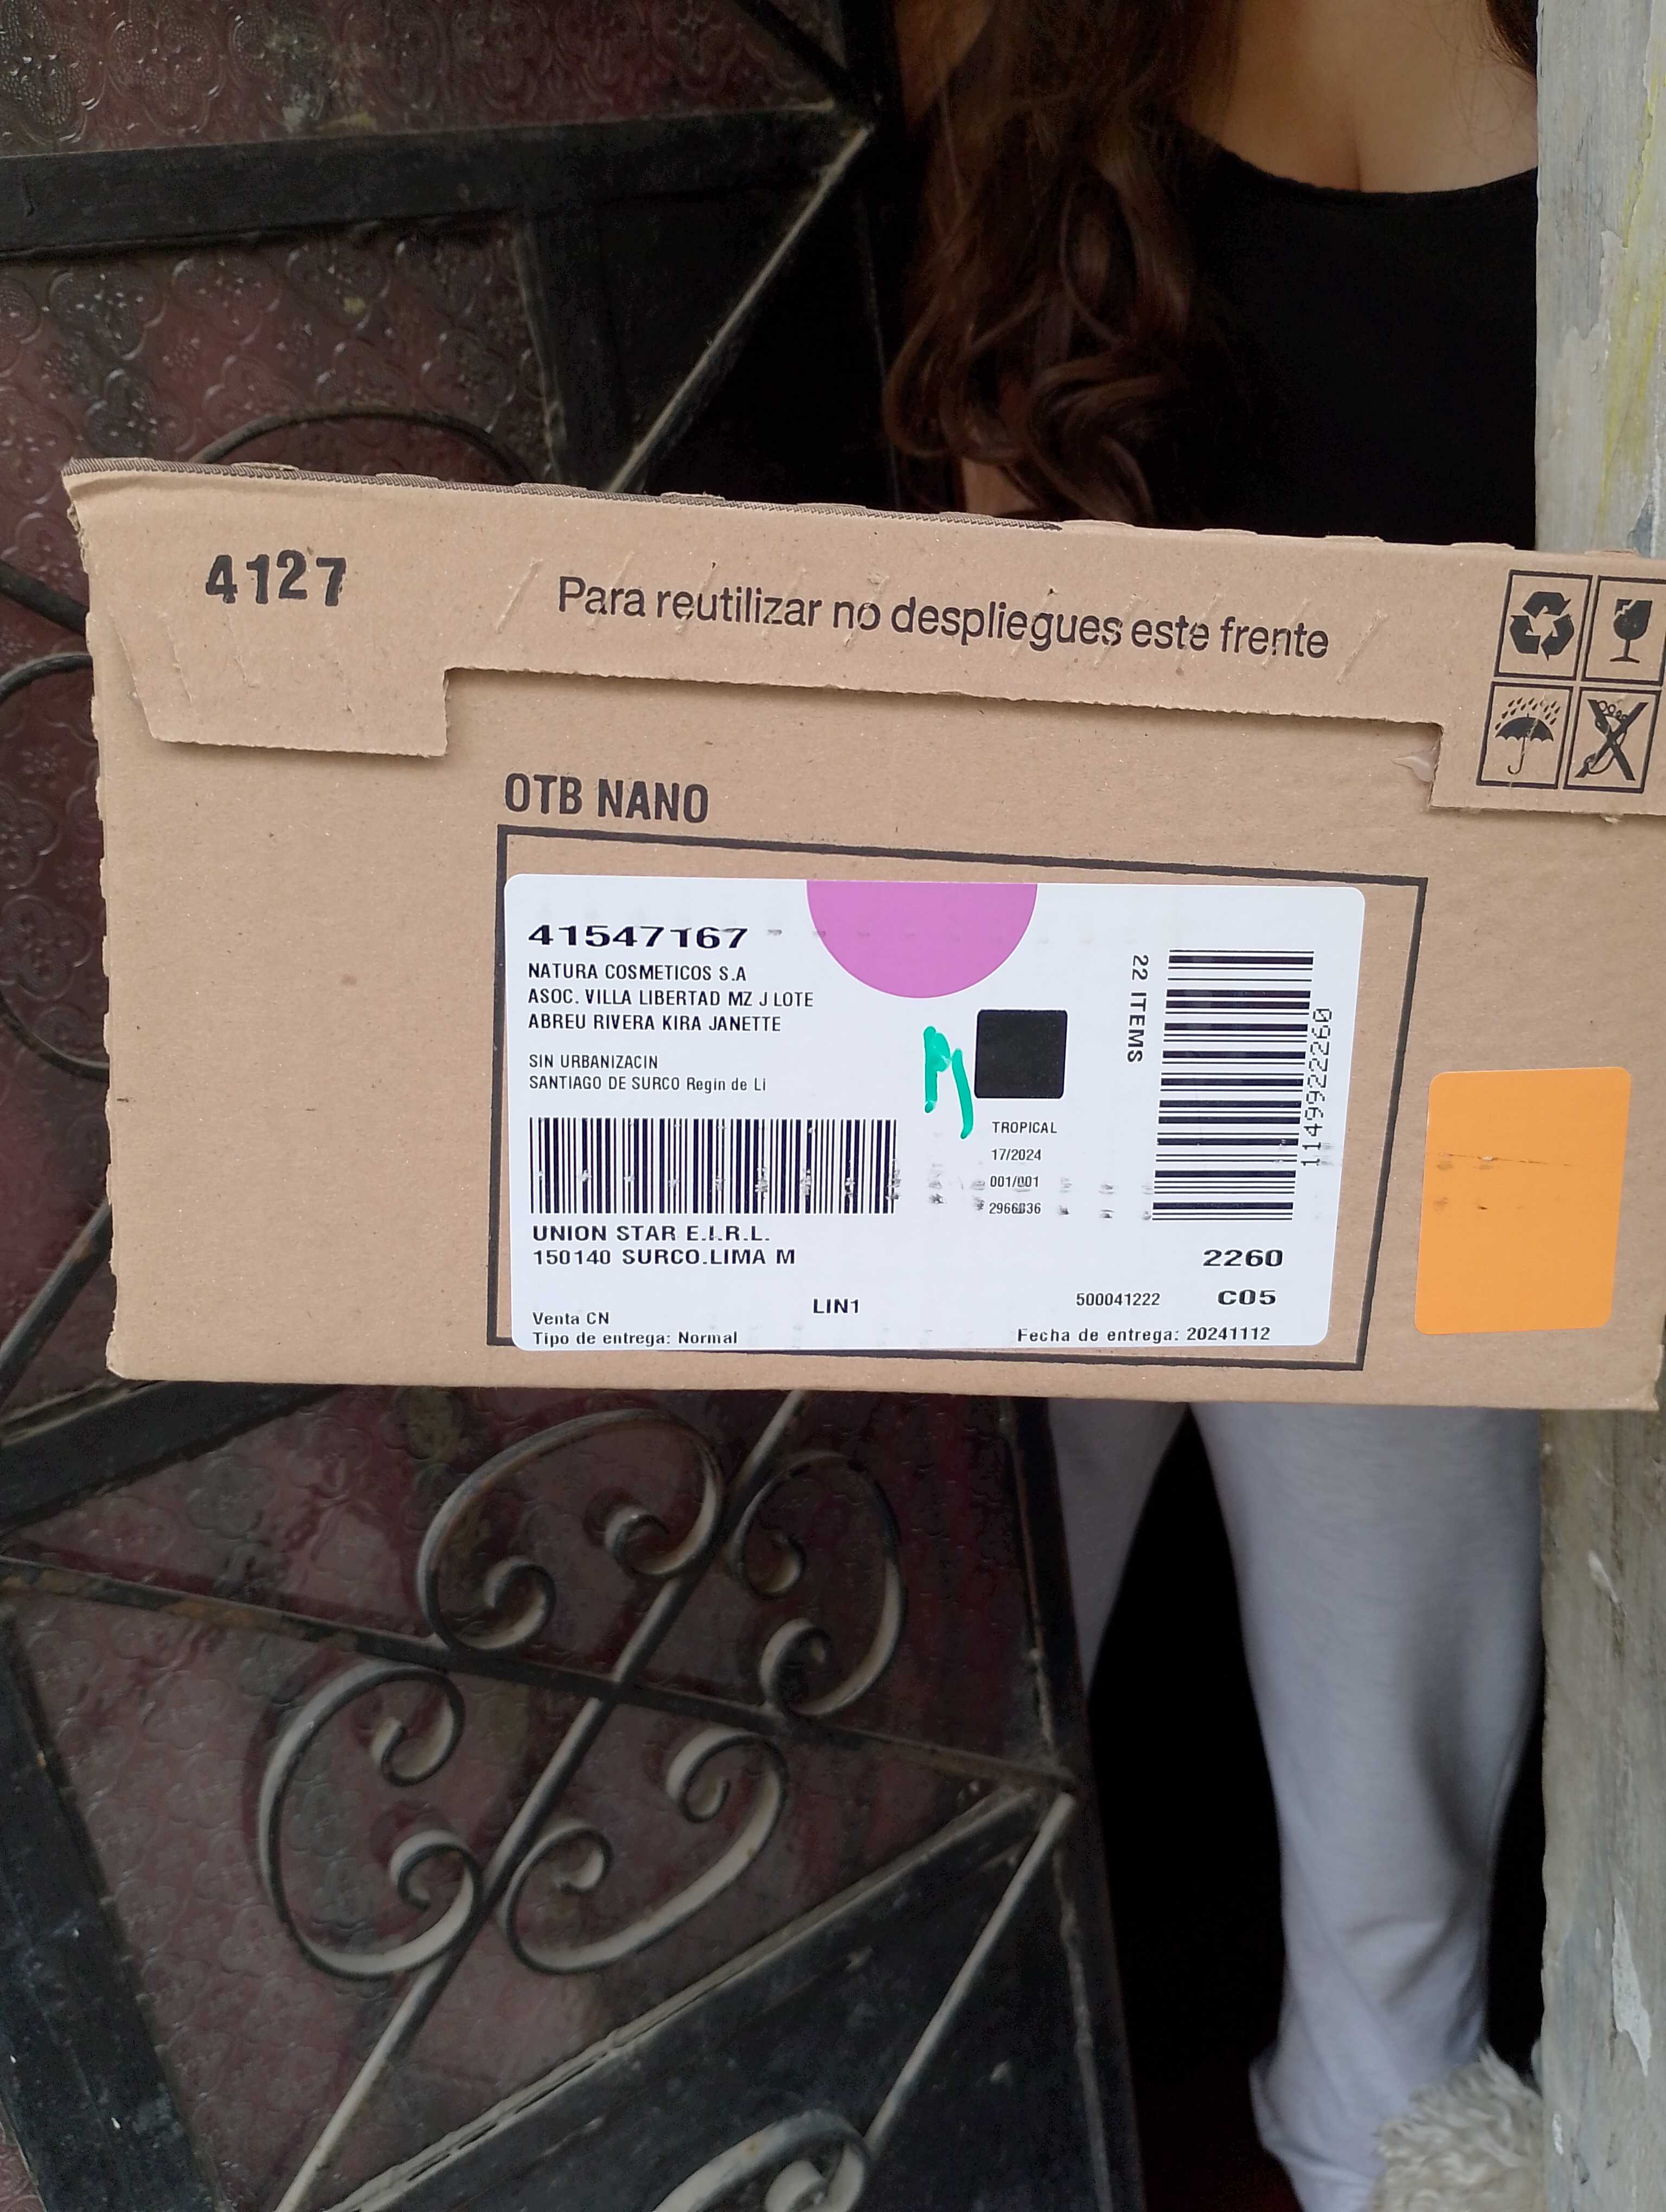 4127
Para reutilizar no despliegues este frente
OTB NANO
41547167
NATURA COSMETICOS S.A
ASOC. VILLA LIBERTAD MZ J LOTE
ABREU RIVERA KIRA JANETTE
SIN URBANIZACIN
SANTIAGO DE SURCO Regin de Li
UNION STAR E.I.R.L.
150140 SURCO.LIMA M
Venta CN
Tipo de entrega: Normal
LIN1
TROPICAL
17/2024
001/001
2966836
22 ITEMS
2260
500041222 C05
Fecha de entrega: 20241112